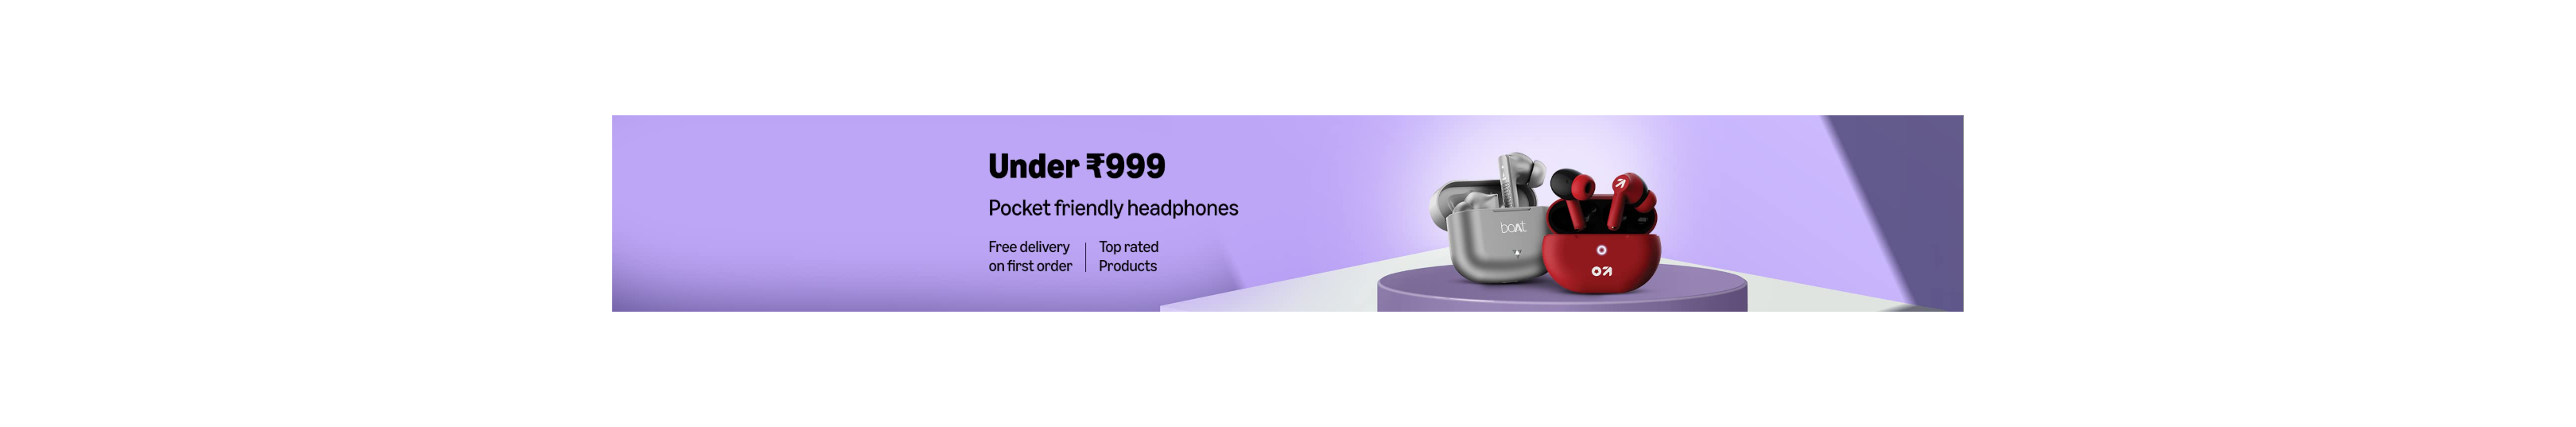 Under ₹999
Pocket friendly headphones
Free delivery
on first order
Top rated
Products
boAt